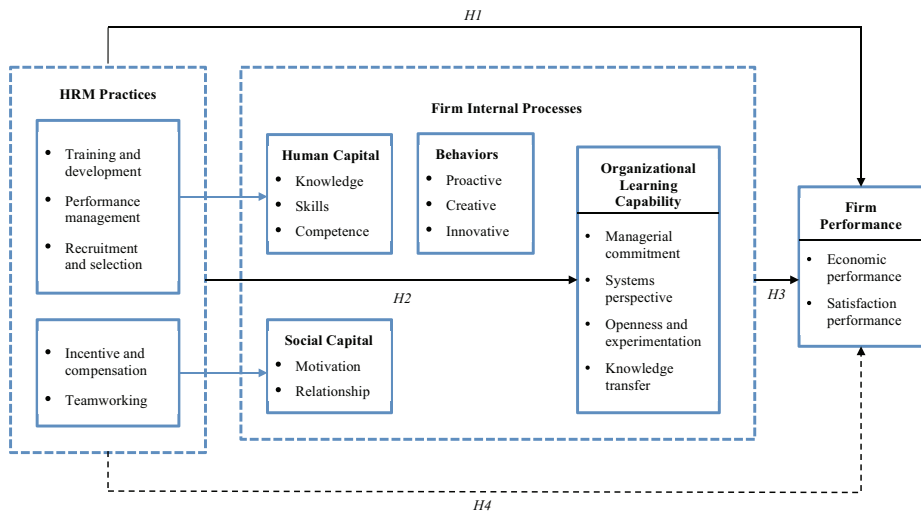 H1
HRM Practices
• Training and
development
• Performance
management
• Recruitment
and selection
• Incentive and
compensation
• Teamworking
Firm Internal Processes
Human Capital
• Knowledge
• Skills
• Competence
Behaviors
• Proactive
• Creative
• Innovative
Organizational
Learning
Capability
• Managerial
commitment
• Systems
perspective
• Openness and
experimentation
• Knowledge
transfer
H2
Social Capital
• Motivation
• Relationship
H3
Firm
Performance
• Economic
performance
• Satisfaction
performance
H4